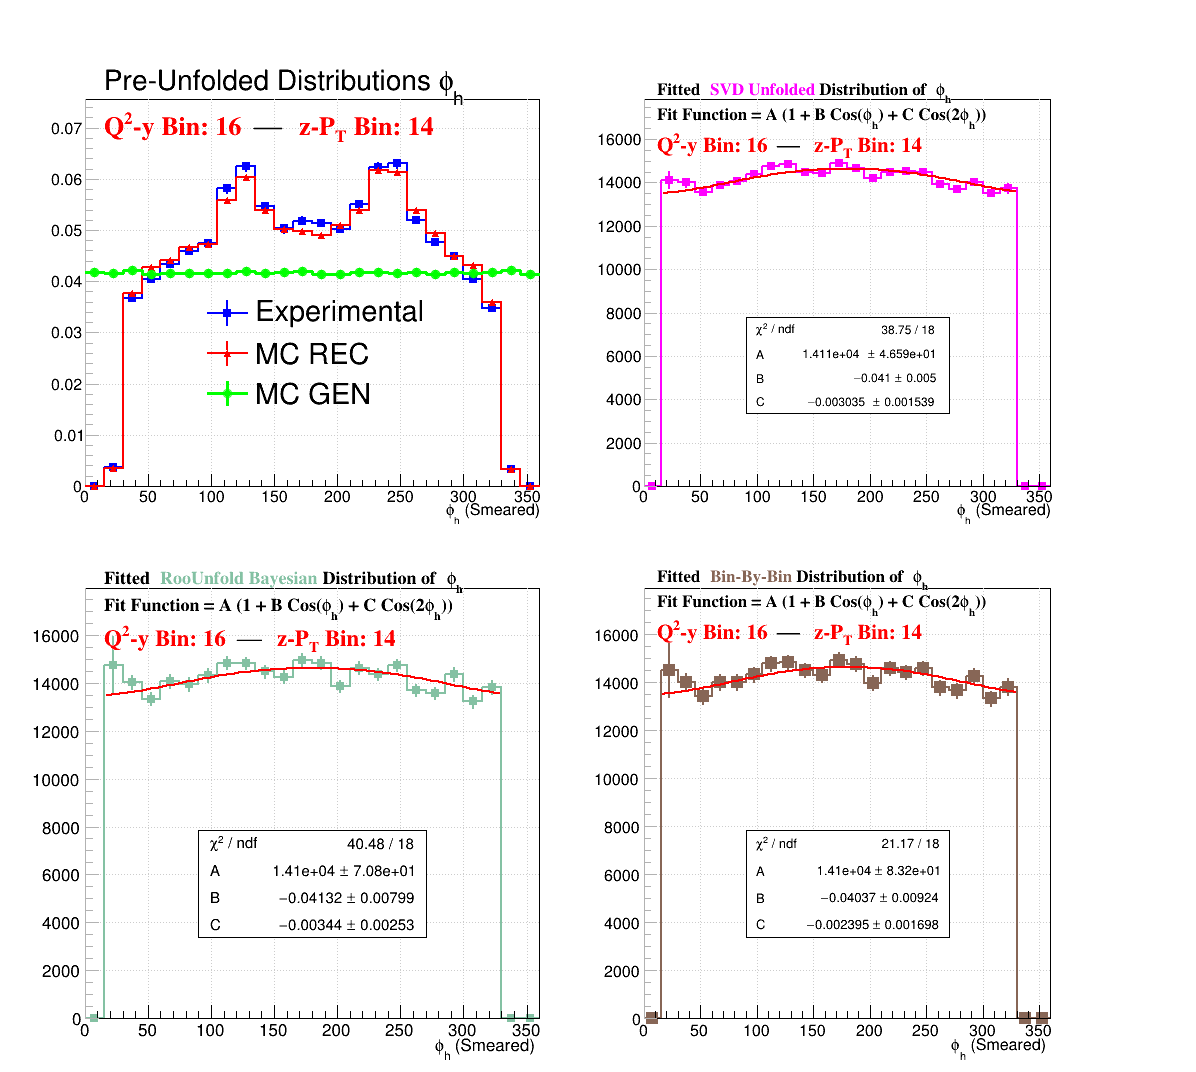 Pre-Unfolded Distributions ϕh
Q²-y Bin: 16 — z-PT Bin: 14
0.07
0.06
0.05
0.04
0.03
0.02
0.01
0
Experimental
MC REC
MC GEN
0 50 100 150 200 250 300 350
ϕh (Smeared)
Fitted SVD Unfolded Distribution of ϕh
Fit Function = A (1 + B Cos(ϕh) + C Cos(2ϕh))
Q²-y Bin: 16 — z-PT Bin: 14
16000
14000
12000
10000
8000
6000
4000
2000
0
χ² / ndf 38.75 / 18
A 1.411e+04 ± 4.659e+01
B −0.041 ± 0.005
C −0.003035 ± 0.001539
0 50 100 150 200 250 300 350
ϕh (Smeared)
Fitted RooUnfold Bayesian Distribution of ϕh
Fit Function = A (1 + B Cos(ϕh) + C Cos(2ϕh))
Q²-y Bin: 16 — z-PT Bin: 14
16000
14000
12000
10000
8000
6000
4000
2000
0
χ² / ndf 40.48 / 18
A 1.41e+04 ± 7.08e+01
B −0.04132 ± 0.00799
C −0.00344 ± 0.00253
0 50 100 150 200 250 300 350
ϕh (Smeared)
Fitted Bin-By-Bin Distribution of ϕh
Fit Function = A (1 + B Cos(ϕh) + C Cos(2ϕh))
Q²-y Bin: 16 — z-PT Bin: 14
16000
14000
12000
10000
8000
6000
4000
2000
0
χ² / ndf 21.17 / 18
A 1.41e+04 ± 8.32e+01
B −0.04037 ± 0.00924
C −0.002395 ± 0.001698
0 50 100 150 200 250 300 350
ϕh (Smeared)